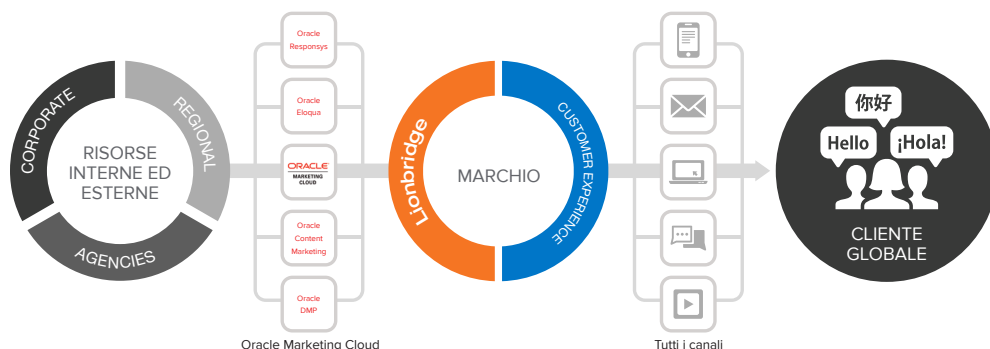 CORPORATE
REGIONAL
AGENCIES
RISORSE
INTERNE ED
ESTERNE
Oracle
Responsys
Oracle
Eloqua
ORACLE
MARKETING
CLOUD
Oracle
Content
Marketing
Oracle
DMP
Oracle Marketing Cloud
Lionbridge
MARCHIO
CUSTOMER EXPERIENCE
Tutti i canali
你好
Hello
¡Hola!
CLIENTE
GLOBALE